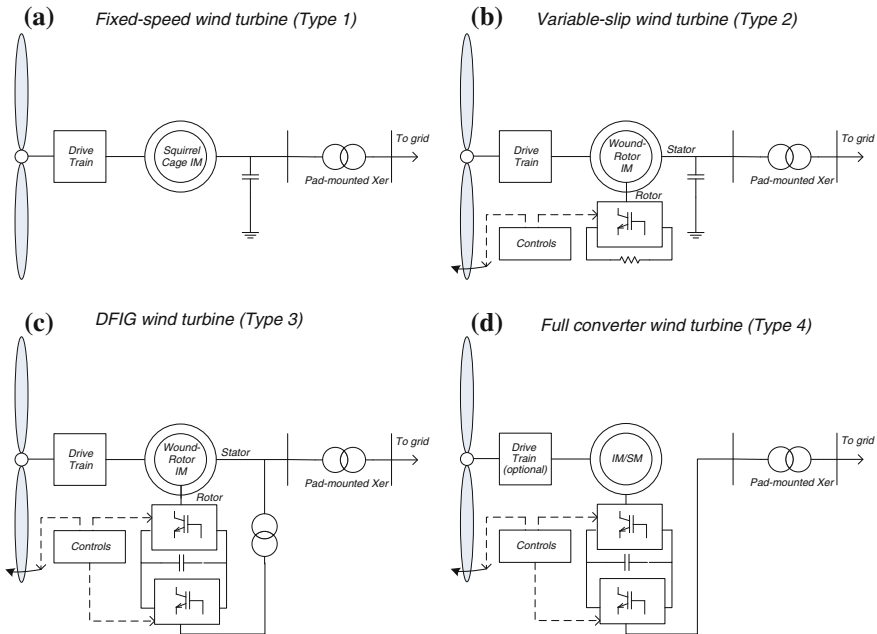 (a) Fixed-speed wind turbine (Type 1)
Drive
Train
Squirrel
Cage IM
To grid
Pad-mounted Xer
(b) Variable-slip wind turbine (Type 2)
Drive
Train
Wound-
Rotor
IM
Stator
To grid
Pad-mounted Xer
Rotor
Controls
(c) DFIG wind turbine (Type 3)
Drive
Train
Wound-
Rotor
IM
Stator
To grid
Pad-mounted Xer
Rotor
Controls
(d) Full converter wind turbine (Type 4)
Drive
Train
(optional)
IM/SM
To grid
Pad-mounted Xer
Controls